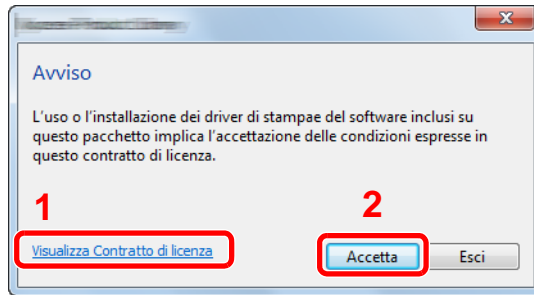 Avviso
L'uso o l'installazione dei driver di stampae del software inclusi su
questo pacchetto implica l'accettazione delle condizioni espresse in
questo contratto di licenza.
1
2
Visualizza Contratto di licenza
Accetta
Esci